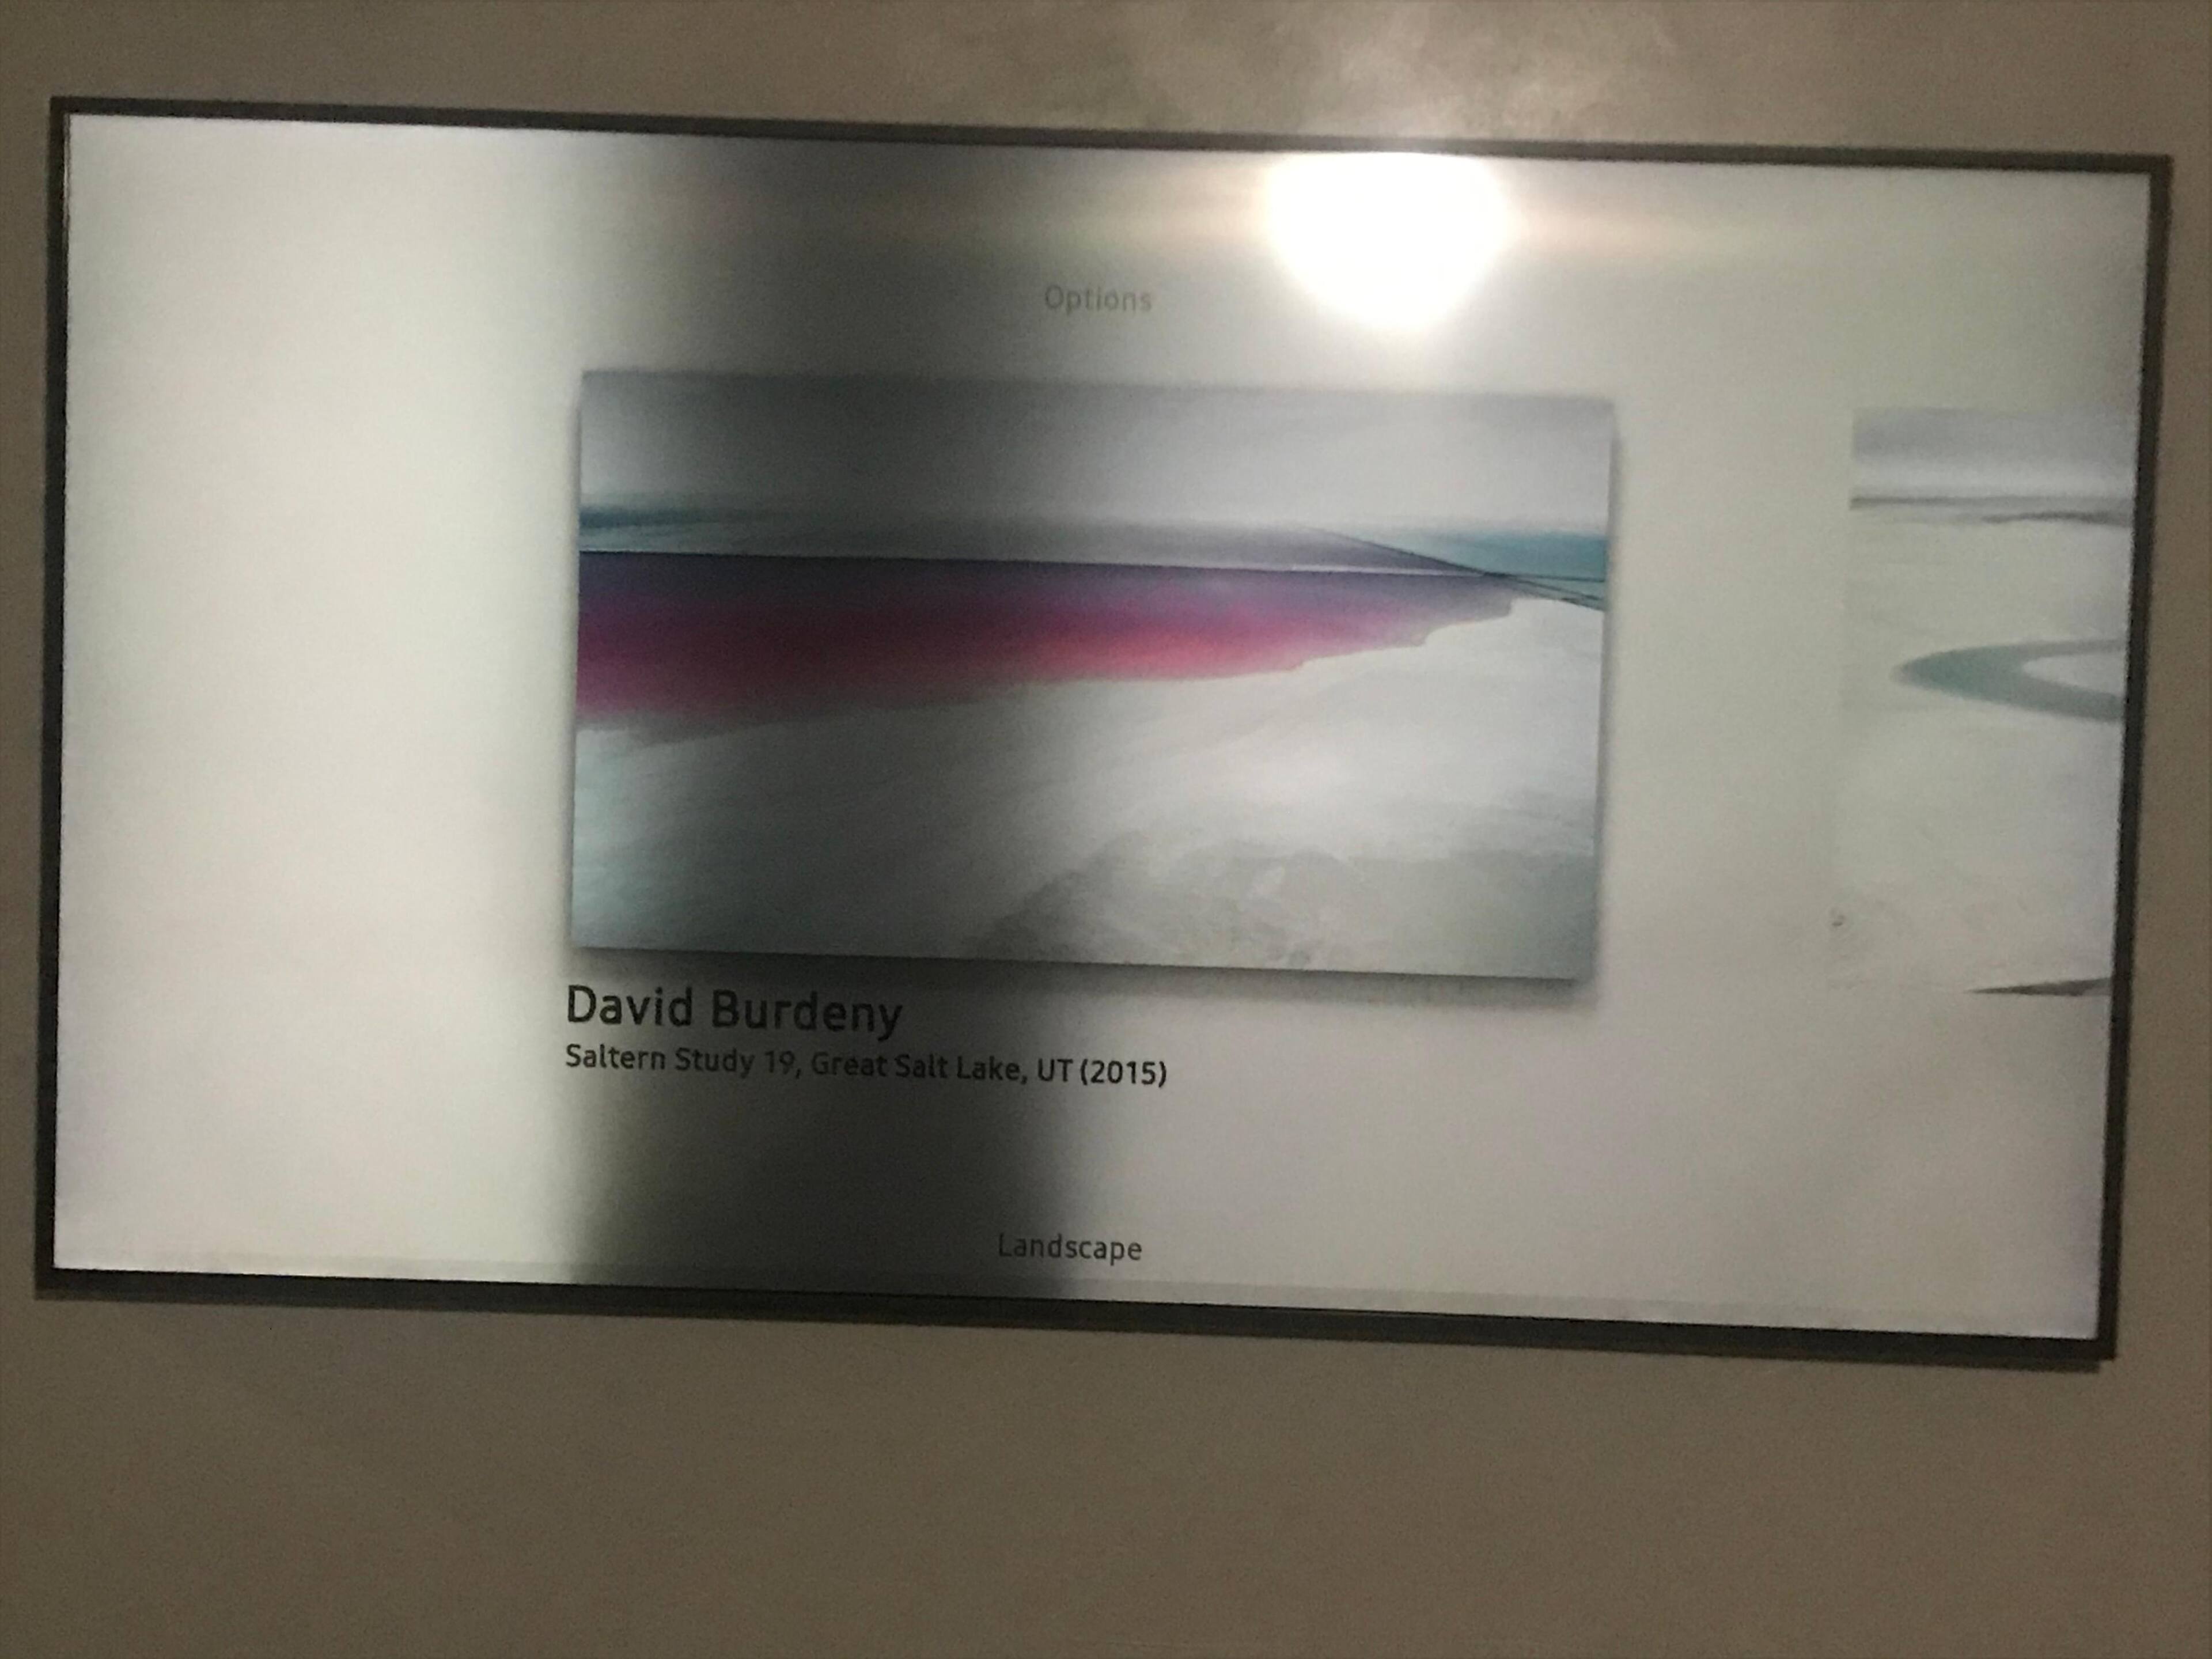 Options
David Burdeny
Saltern Study 19, Great Salt Lake, UT (2015)
Landscape